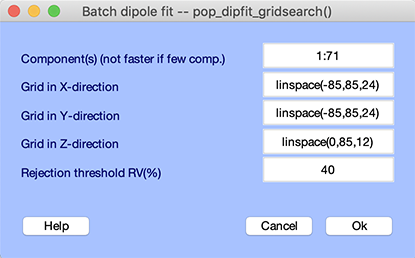 Batch dipole fit -- pop_dipfit_gridsearch()
Component(s) (not faster if few comp.) 1:71
Grid in X-direction linspace(-85,85,24)
Grid in Y-direction linspace(-85,85,24)
Grid in Z-direction linspace(0,85,12)
Rejection threshold RV(%) 40
Help Cancel Ok